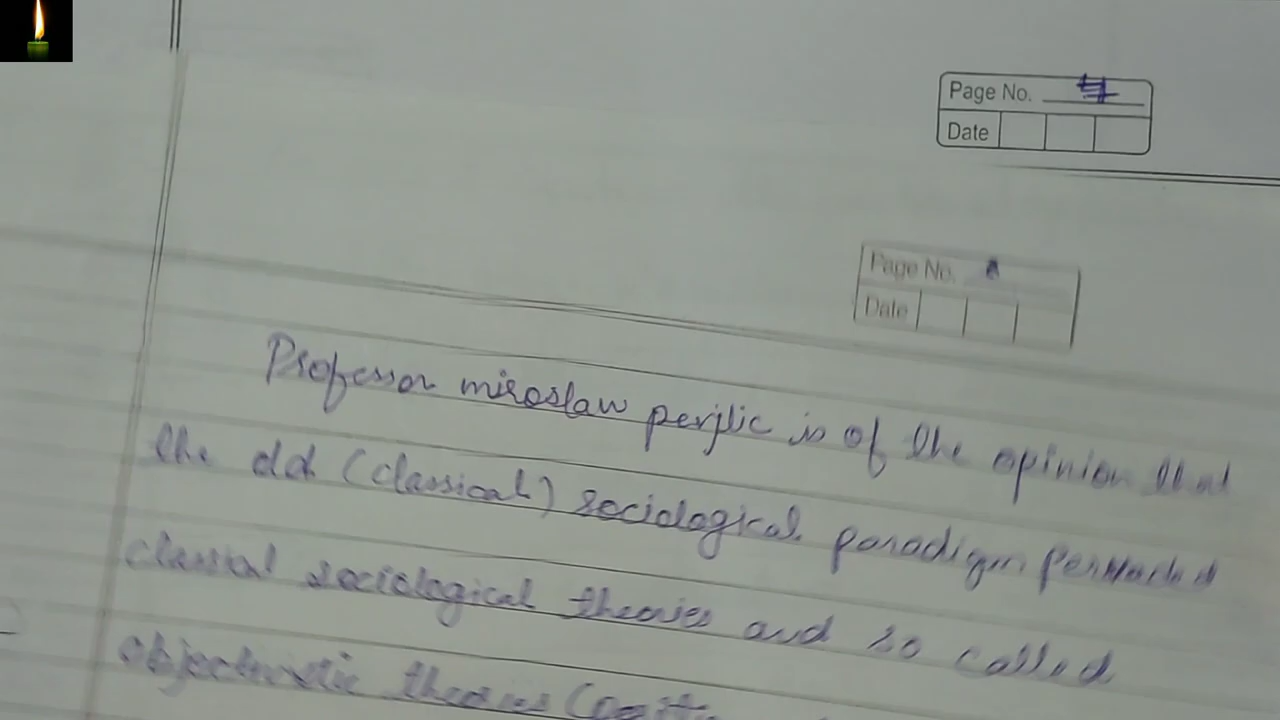 Page No.
Date
Page No.
Date
Professor miroslaw perjlic is of the opinion that
the old (classical) sociological paradigm
classical sociological theories and so called
theories